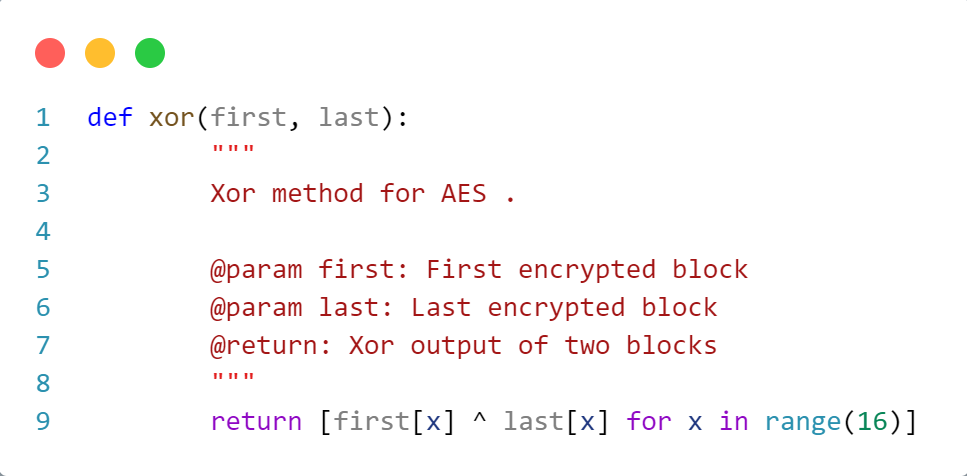 1 def xor(first, last):
2 """
3 Xor method for AES .
4
5 @param first: First encrypted block
6 @param last: Last encrypted block
7 @return: Xor output of two blocks
8 """
9 return [first[x] ^ last[x] for x in range(16)]